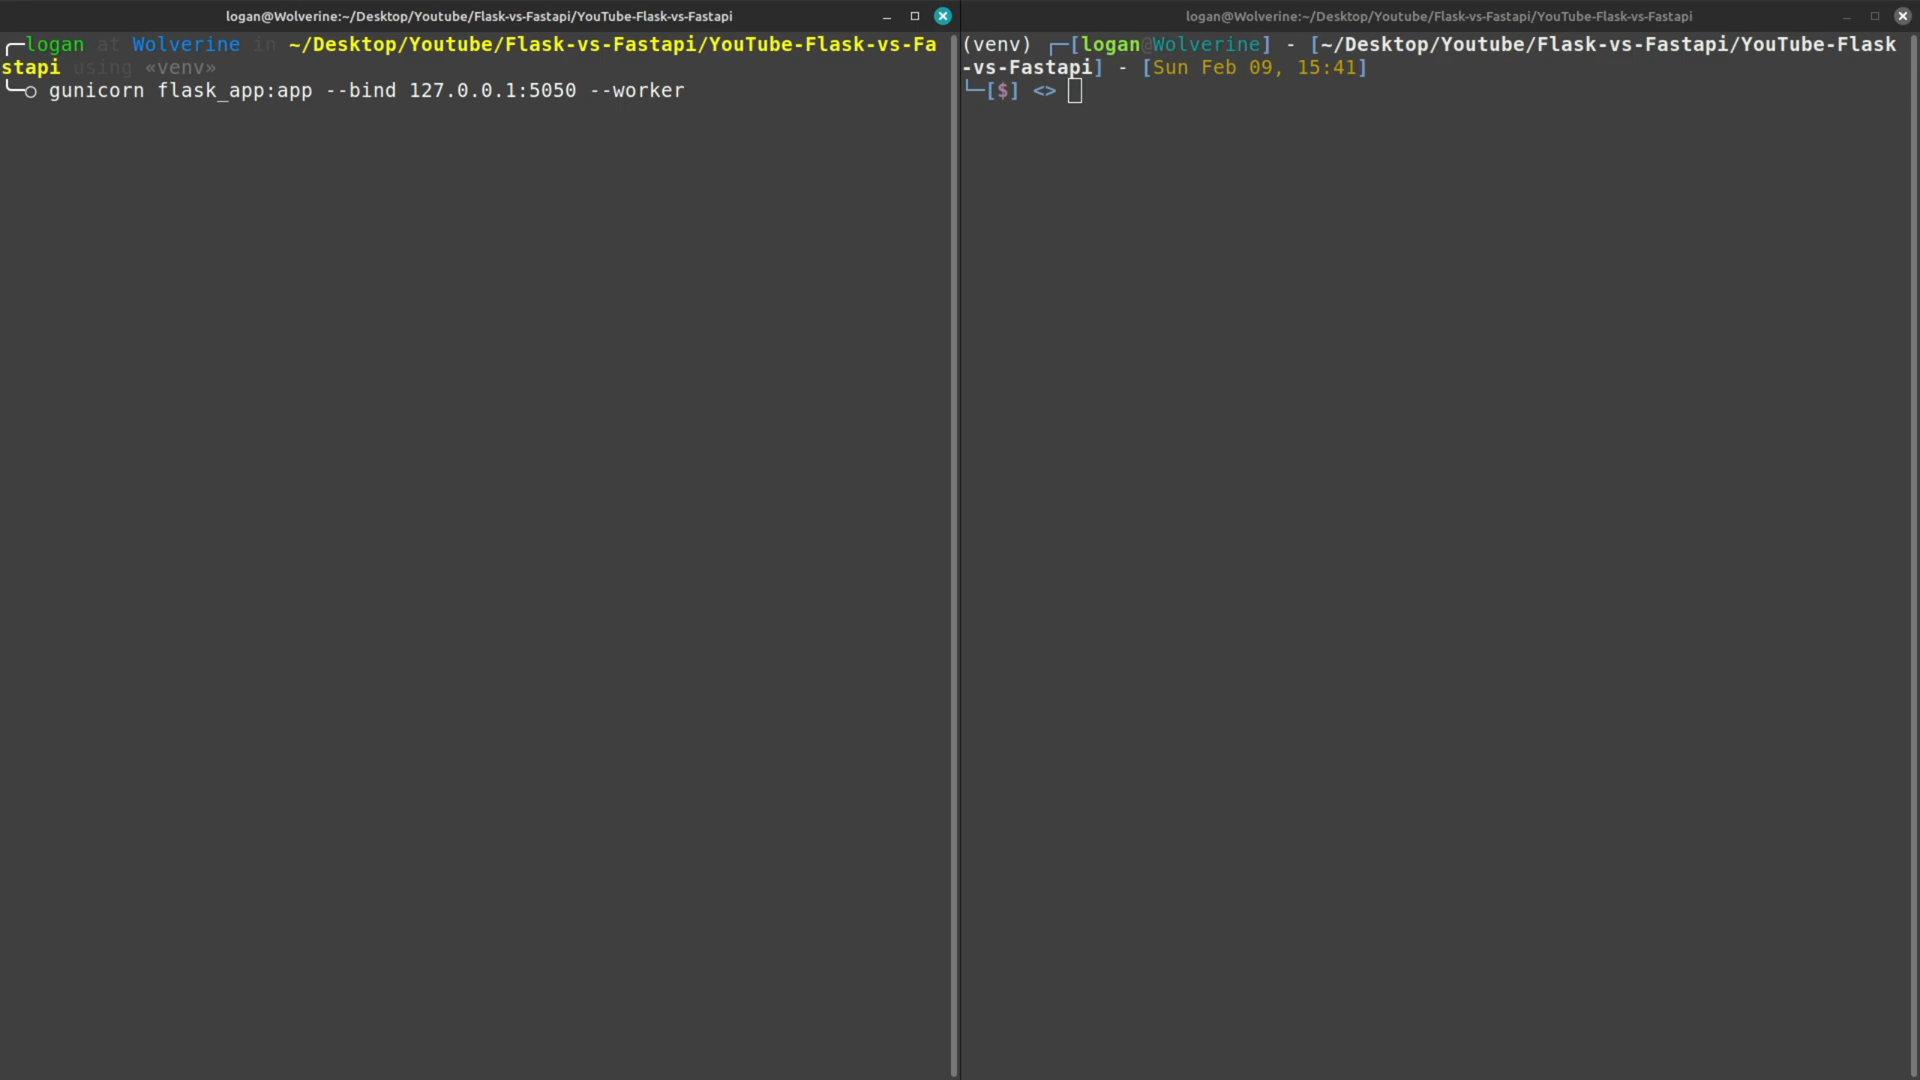 logan@Wolverine:~/Desktop/Youtube/Flask-vs-Fastapi/YouTube-Flask-vs-Fastapi
logan at Wolverine in ~/Desktop/Youtube/Flask-vs-Fastapi/YouTube-Flask-vs-Fa
stapi using «venv»
gunicorn flask_app:app --bind 127.0.0.1:5050 --worker
logan@Wolverine:~/Desktop/Youtube/Flask-vs-Fastapi/YouTube-Flask-vs-Fastapi
(venv) ┌─[logan@Wolverine] - [~/Desktop/Youtube/Flask-vs-Fastapi/YouTube-Flask
-vs-Fastapi] - [Sun Feb 09, 15:41]
└─[$] <>